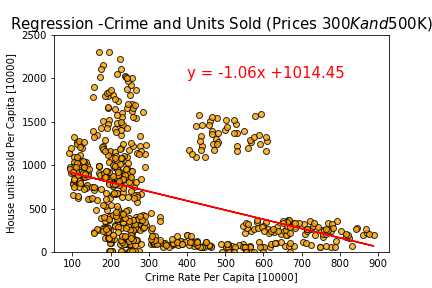 Regression -Crime and Units Sold (Prices 300Kand500K)
y = -1.06x +1014.45
House units sold Per Capita [10000]
2500
2000
1500
1000
500
0
100 200 300 400 500 600 700 800 900
Crime Rate Per Capita [10000]